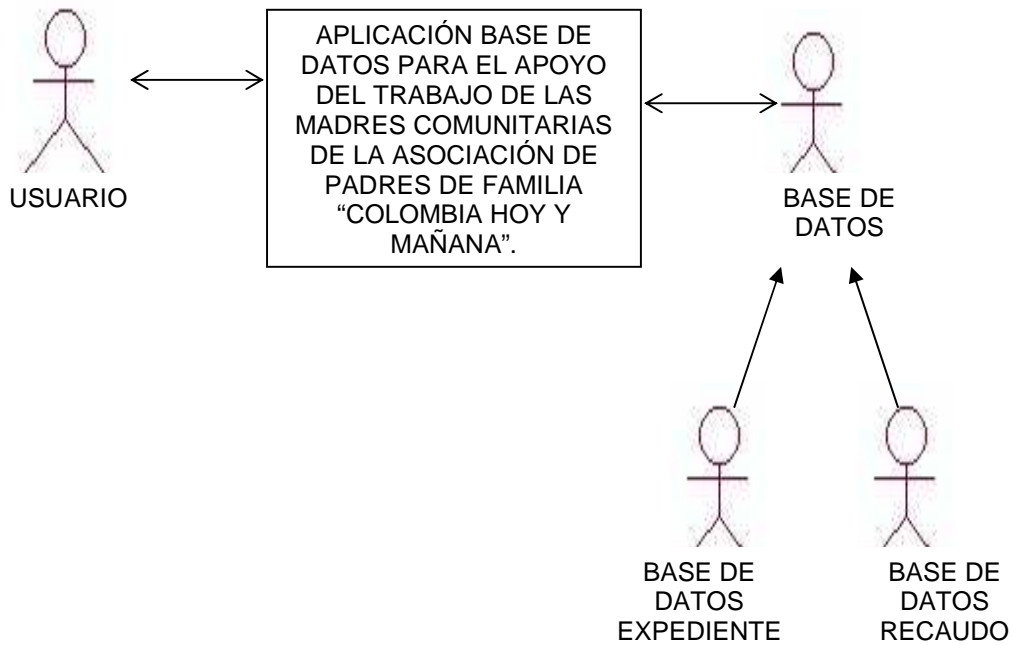 APLICACIÓN BASE DE
DATOS PARA EL APOYO
DEL TRABAJO DE LAS
MADRES COMUNITARIAS
DE LA ASOCIACIÓN DE
PADRES DE FAMILIA
“COLOMBIA HOY Y
MAÑANA”.
USUARIO
BASE DE
DATOS
BASE DE
DATOS
EXPEDIENTE
BASE DE
DATOS
RECAUDO